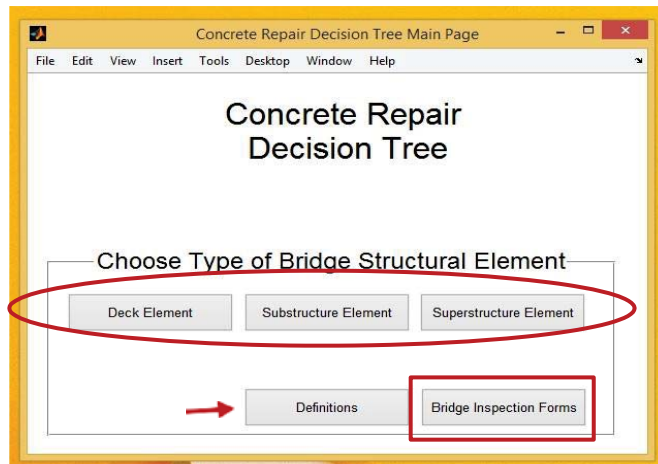 Concrete Repair Decision Tree Main Page
File Edit View Insert Tools Desktop Window Help
Concrete Repair
Decision Tree
Choose Type of Bridge Structural Element
Deck Element Substructure Element Superstructure Element
Definitions Bridge Inspection Forms